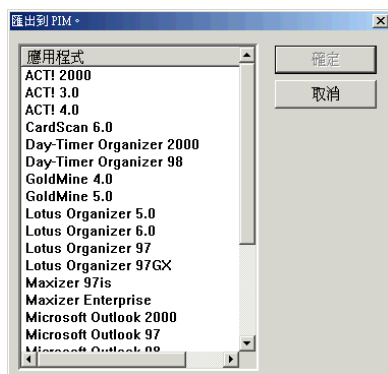 匯出到 PIM。
應用程式
ACT! 2000
ACT! 3.0
ACT! 4.0
CardScan 6.0
Day-Timer Organizer 2000
Day-Timer Organizer 98
GoldMine 4.0
GoldMine 5.0
Lotus Organizer 5.0
Lotus Organizer 6.0
Lotus Organizer 97
Lotus Organizer 97GX
Maxizer 97is
Maxizer Enterprise
Microsoft Outlook 2000
Microsoft Outlook 97
Microsoft Outlook 98
確定
取消